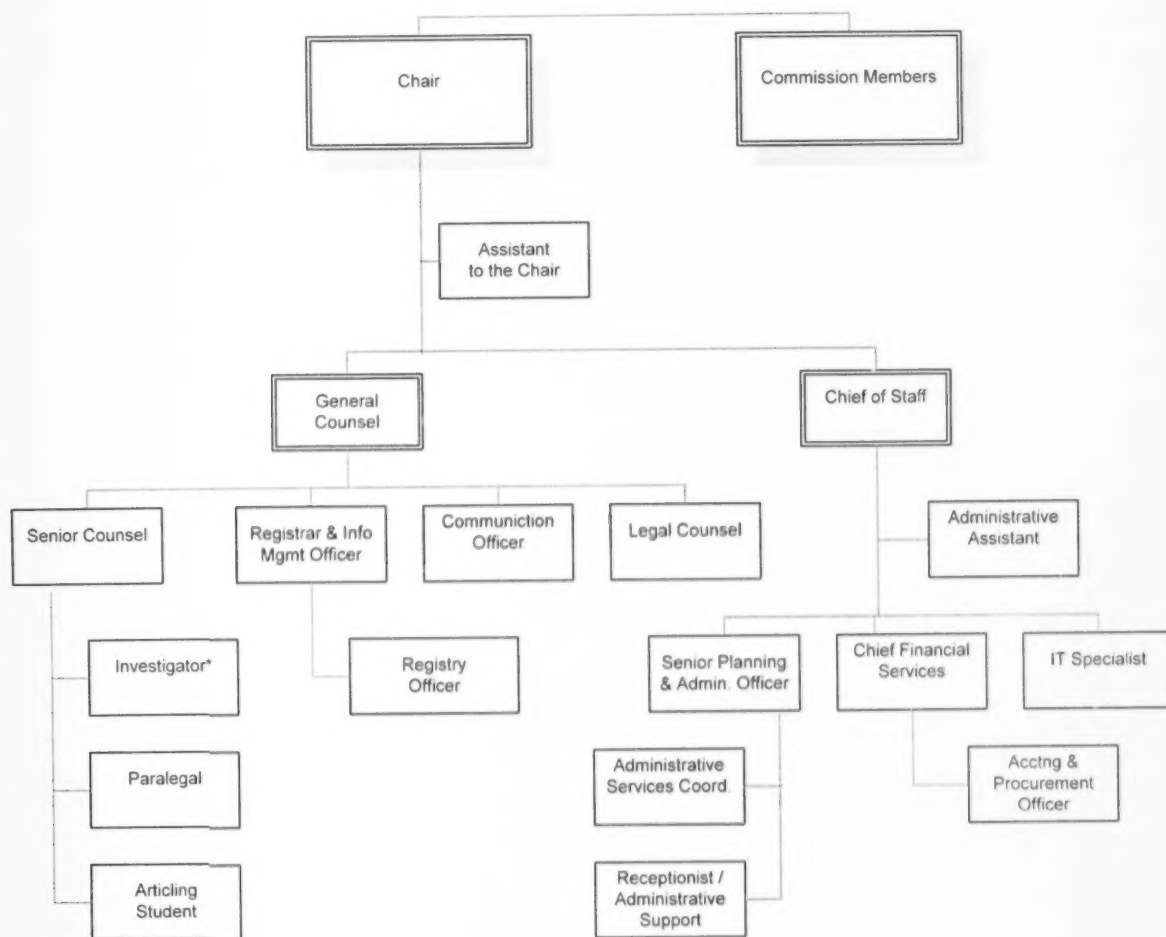 Chair
Commission Members
Assistant
to the Chair
General
Counsel
Chief of Staff
Senior Counsel
Registrar & Info
Mgmt Officer
Communiction
Officer
Legal Counsel
Administrative
Assistant
Investigator*
Registry
Officer
Senior Planning
& Admin. Officer
Chief Financial
Services
IT Specialist
Paralegal
Administrative
Services Coord.
Acctng &
Procurement
Officer
Articling
Student
Receptionist /
Administrative
Support